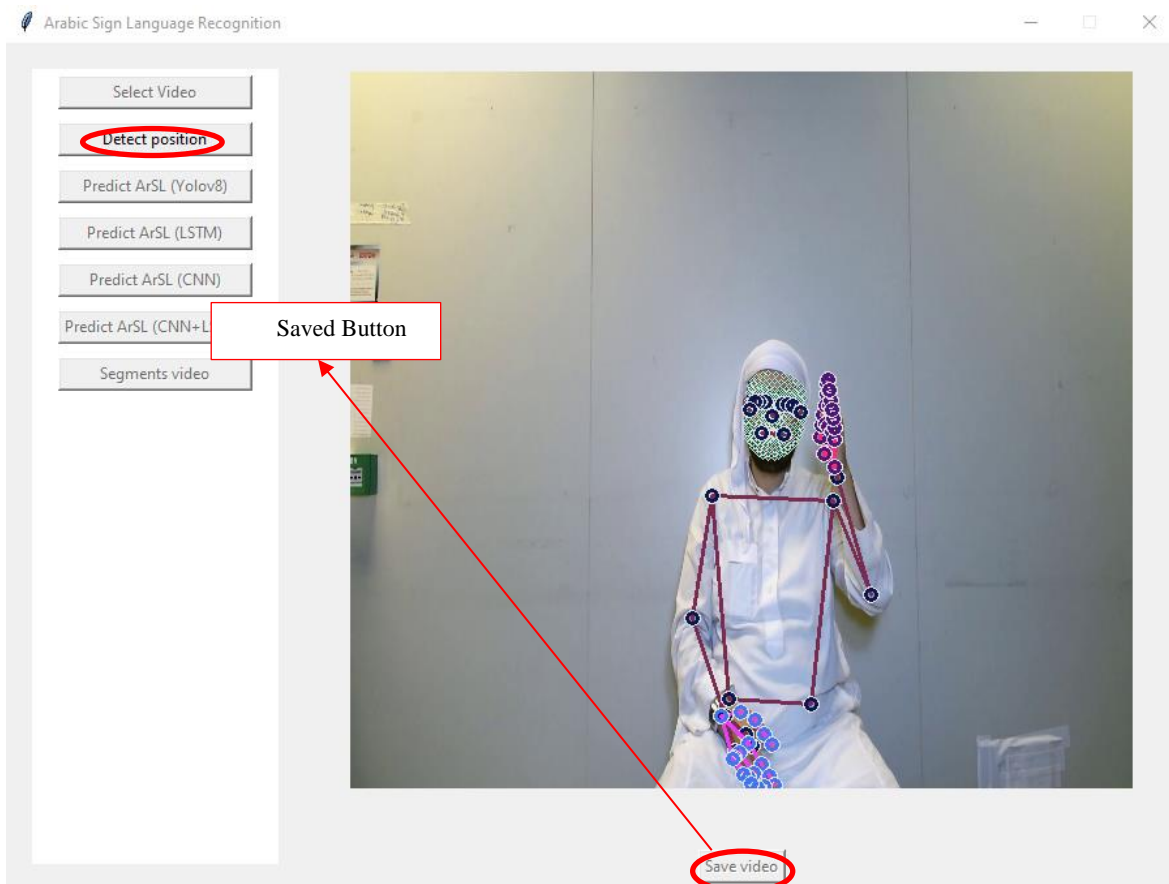 Arabic Sign Language Recognition
Select Video
Detect position
Predict ArSL (Yolov8)
Predict ArSL (LSTM)
Predict ArSL (CNN)
Predict ArSL (CNN+L
Saved Button
Segments video
Save video